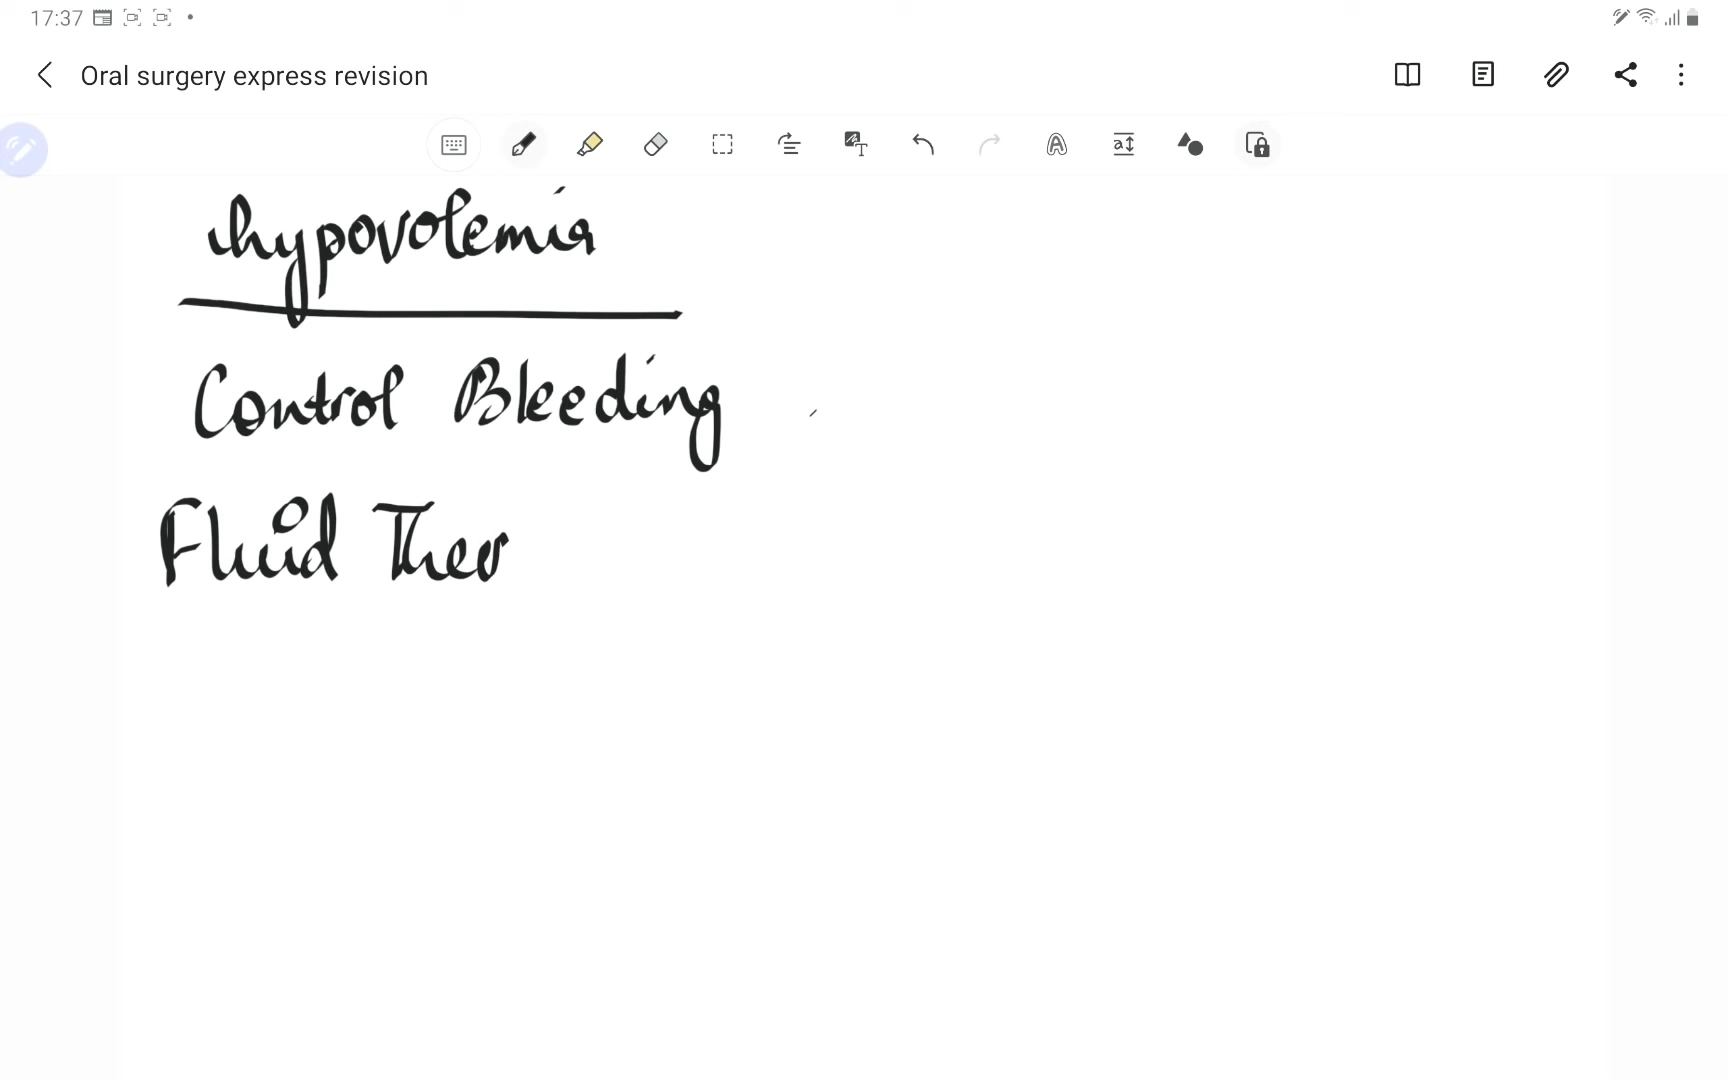 17:37
Oral surgery express revision
hypovolemia
Control Bleeding
Fluid Ther